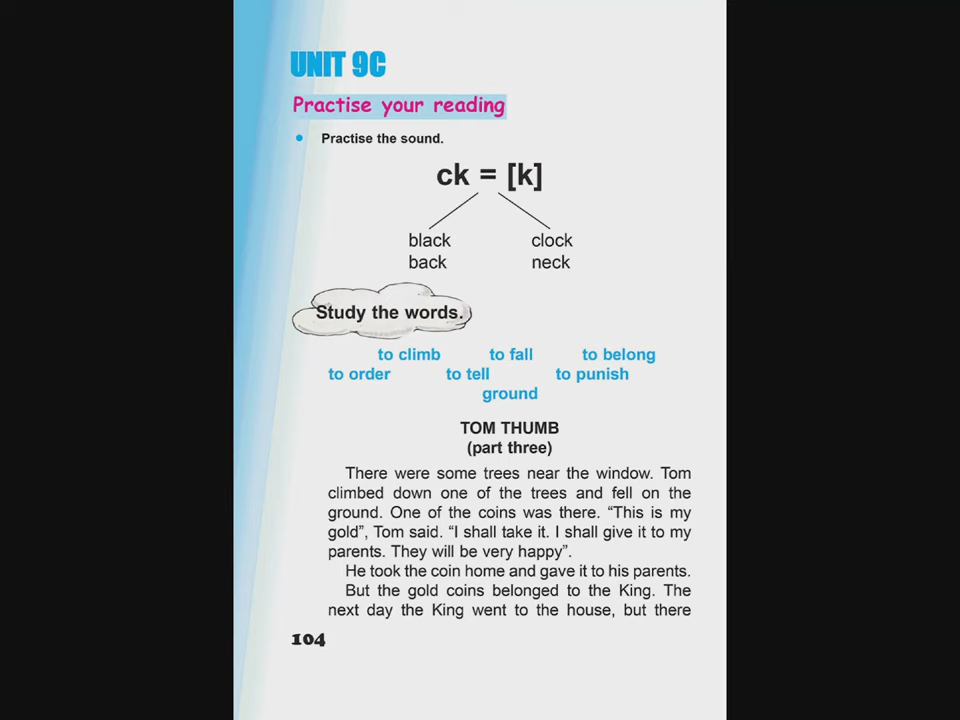 UNIT 9C
Practise your reading
• Practise the sound.
ck = [k]
black clock
back neck
Study the words.
to climb to fall to belong
to order to tell to punish
ground
TOM THUMB
(part three)
There were some trees near the window. Tom
climbed down one of the trees and fell on the
ground. One of the coins was there. “This is my
gold”, Tom said. “I shall take it. I shall give it to my
parents. They will be very happy”.
He took the coin home and gave it to his parents.
But the gold coins belonged to the King. The
next day the King went to the house, but there
104